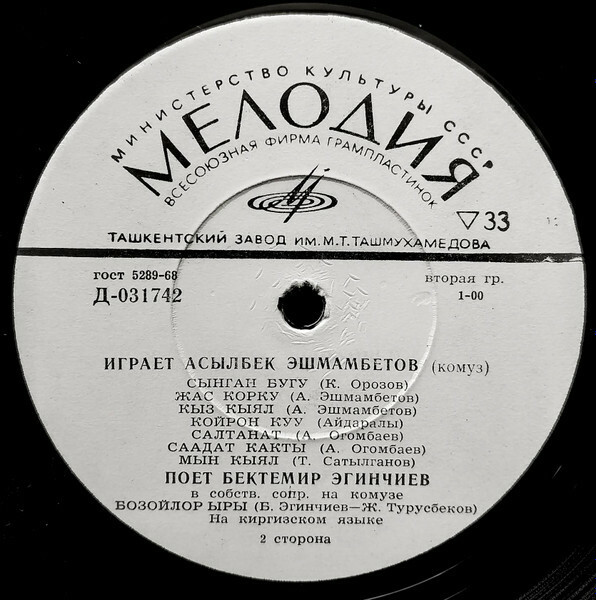 МИНИСТЕРСТВО КУЛЬТУРЫ СССР
МЕЛОДИЯ
ВСЕСОЮЗНАЯ ФИРМА ГРАМПЛАСТИНОК
▽33
ТАШКЕНТСКИЙ ЗАВОД ИМ. М.Т. ТАШМУХАМЕДОВА
ГОСТ 5289-68
Д-031742
вторая гр.
1-00
ИГРАЕТ АСЫЛБЕК ЭШМАМБЕТОВ (комуз)
СЫНГАН БУГУ (К. Орозов)
ЖАС КОРКУ (А. Эшмамбетов)
КЫЗ КЫЯЛ (А. Эшмамбетов)
КОЙРОН КУУ (Айдаралы)
САЛТАНАТ (А. Огомбаев)
СААДАТ КАКТЫ (А. Огомбаев)
МЫН КЫЯЛ (Т. Сатылганов)
ПОЕТ БЕКТЕМИР ЭГИНЧИЕВ
в собств. сопр. на комузе
БОЗОЙЛОР ЫРЫ (Б. Эгинчиев—Ж. Турусбеков)
На киргизском языке
2 сторона